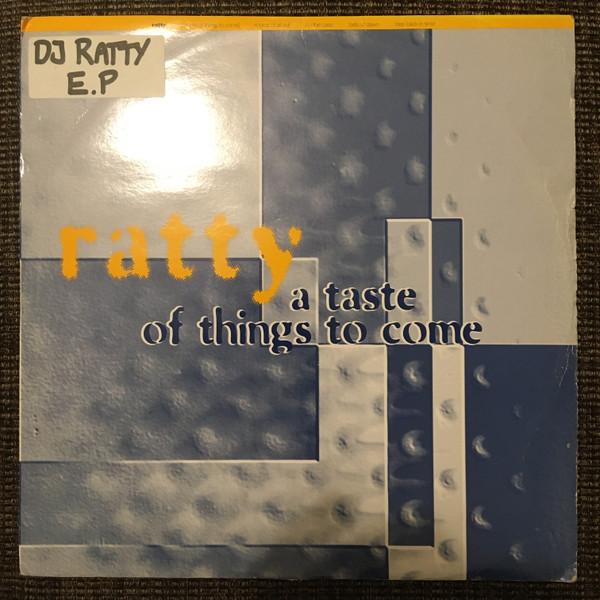 DJ RATTY
E.P
ratty
a taste
of things to come